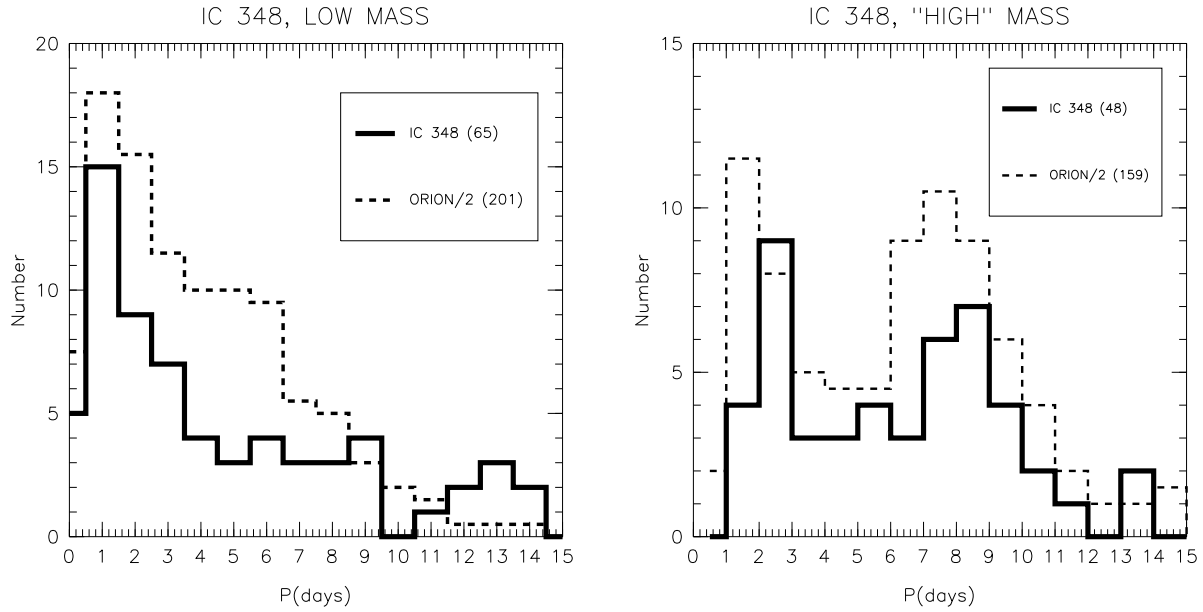 IC 348, LOW MASS
20
15
10
5
0
Number
0 1 2 3 4 5 6 7 8 9 10 11 12 13 14 15
P(days)
IC 348 (65)
ORION/2 (201)
IC 348, "HIGH" MASS
15
10
5
0
Number
0 1 2 3 4 5 6 7 8 9 10 11 12 13 14 15
P(days)
IC 348 (48)
ORION/2 (159)